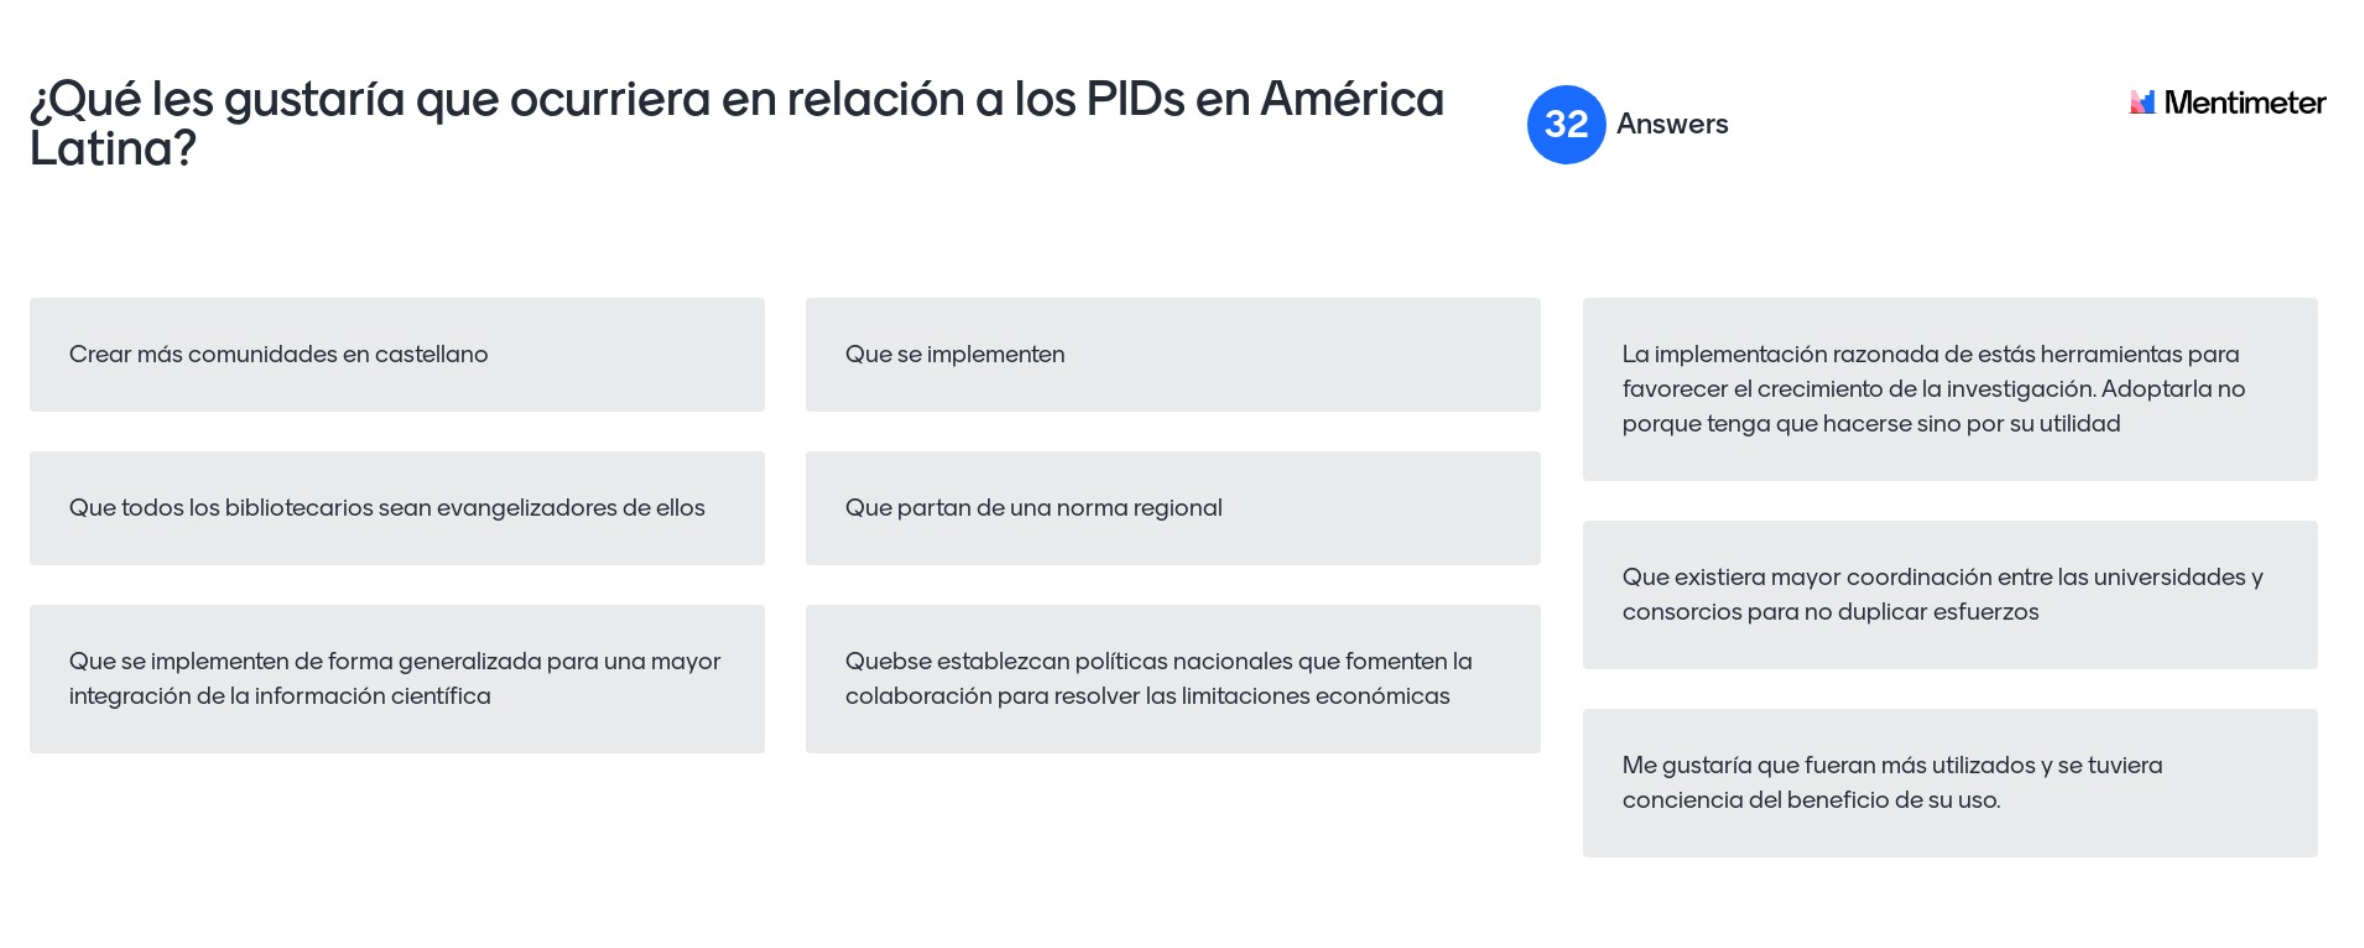 ¿Qué les gustaría que ocurriera en relación a los PIDs en América
Latina?
32 Answers
Mentimeter
Crear más comunidades en castellano
Que todos los bibliotecarios sean evangelizadores de ellos
Que se implementen de forma generalizada para una mayor
integración de la información científica
Que se implementen
Que partan de una norma regional
Quebse establezcan políticas nacionales que fomenten la
colaboración para resolver las limitaciones económicas
La implementación razonada de estás herramientas para
favorecer el crecimiento de la investigación. Adoptarla no
porque tenga que hacerse sino por su utilidad
Que existiera mayor coordinación entre las universidades y
consorcios para no duplicar esfuerzos
Me gustaría que fueran más utilizados y se tuviera
conciencia del beneficio de su uso.